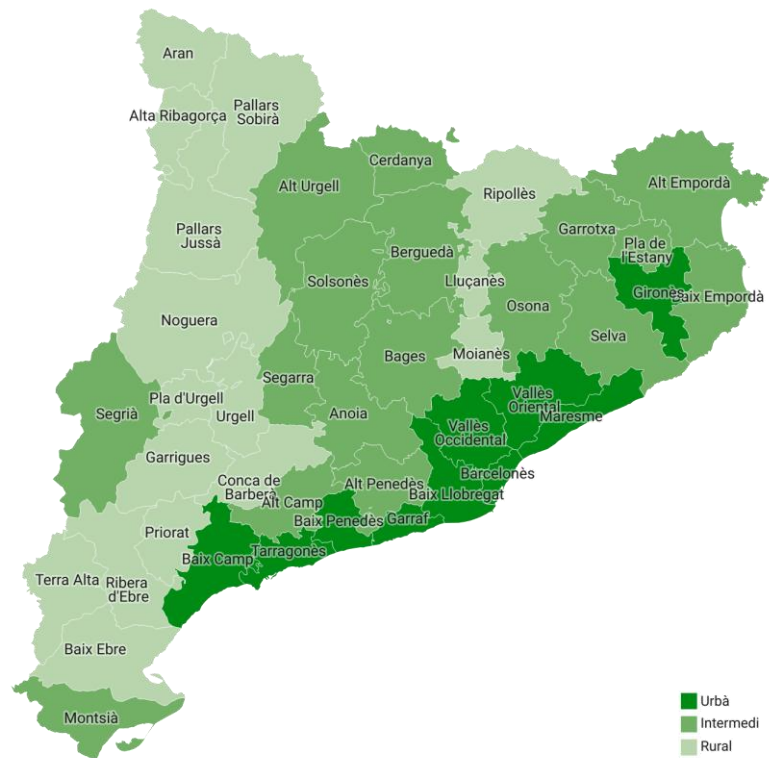 Aran
Alta Ribagorça
Pallars
Sobirà
Cerdanya
Alt Urgell
Ripollès
Alt Empordà
Pallars
Jussà
Garrotxa
Pla de
l'Estany
Berguedà
Solsonès
Lluçanès
Gironès
Baix Empordà
Osona
Noguera
Selva
Bages
Moianès
Segarra
Pla d'Urgell
Segrià
Urgell
Anoia
Vallès
Oriental
Maresme
Vallès
Occidental
Garrigues
Barcelonès
Conca de
Barberà
Alt Penedès
Baix Llobregat
Alt Camp
Baix Penedès
Garraf
Priorat
Tarragonès
Baix Camp
Terra Alta
Ribera
d'Ebre
Baix Ebre
Montsià
Urbà
Intermedi
Rural